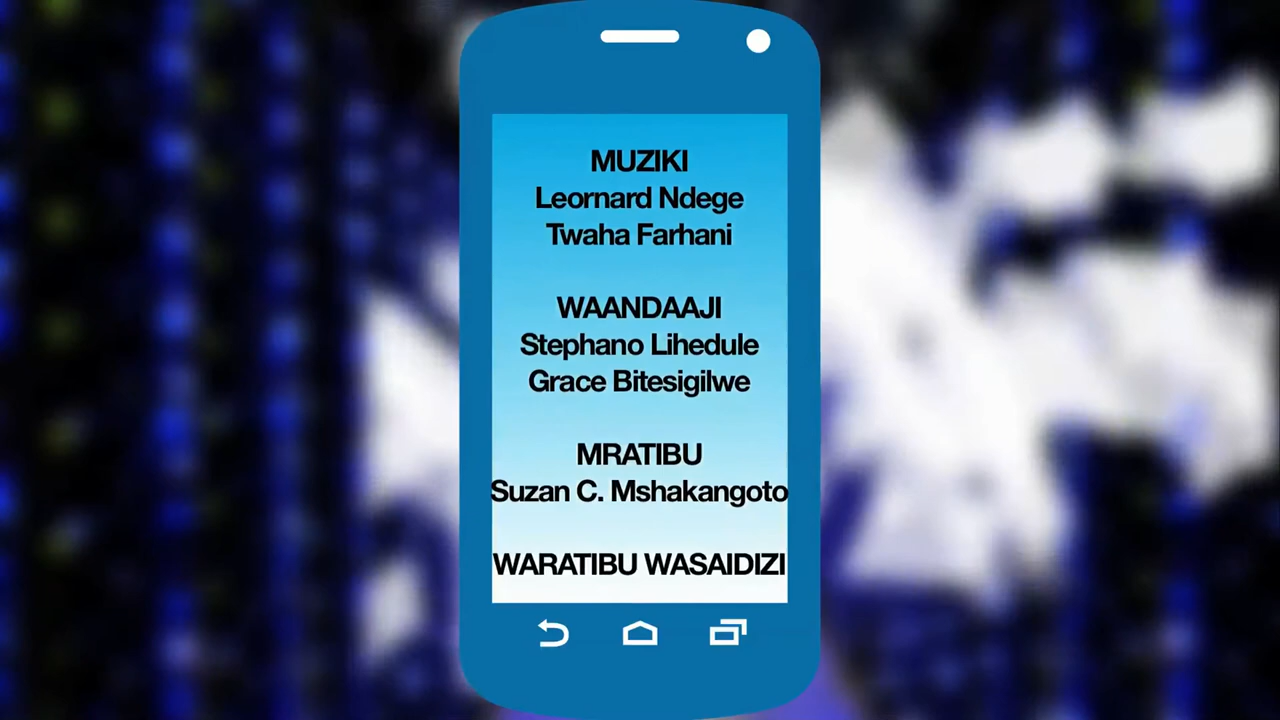 MUZIKI
Leornard Ndege
Twaha Farhani
WAANDAAJI
Stephano Lihedule
Grace Bitesigilwe
MRATIBU
Suzan C. Mshakangoto
WARATIBU WASAIDIZI